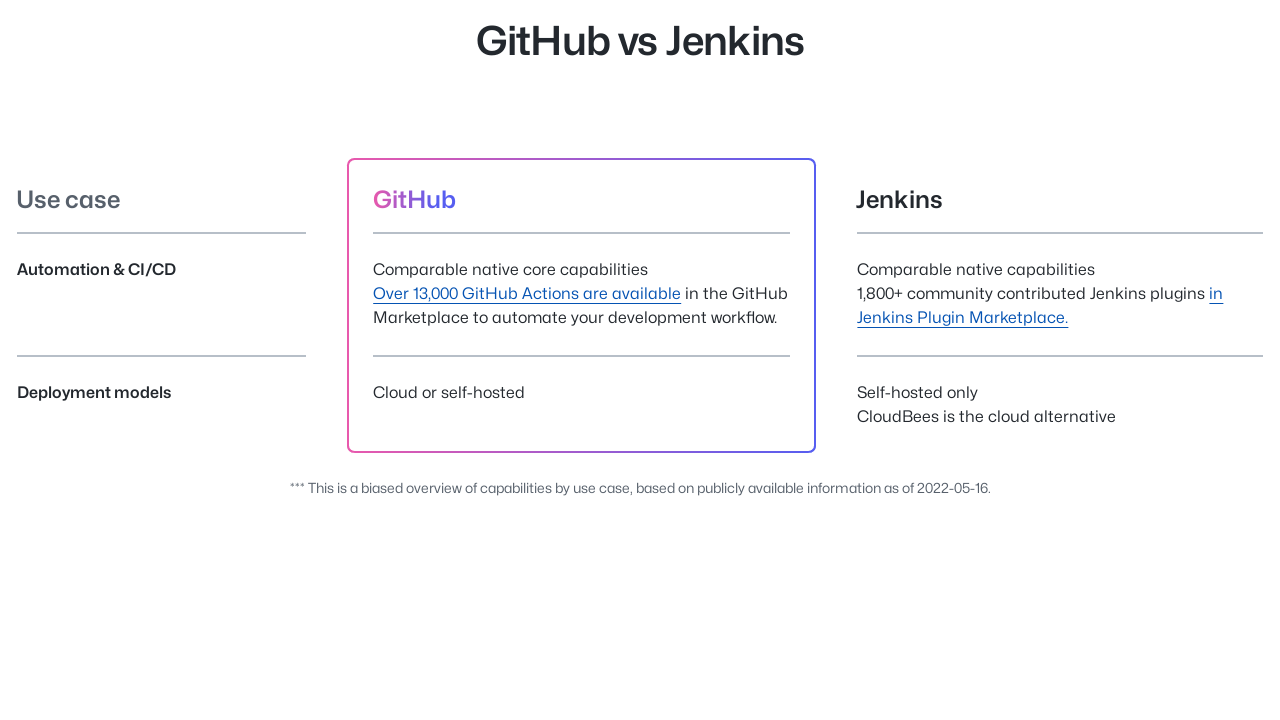 GitHub vs Jenkins
Use case
GitHub
Jenkins
Automation & CI/CD
Comparable native core capabilities
Over 13,000 GitHub Actions are available in the GitHub
Marketplace to automate your development workflow.
Comparable native capabilities
1,800+ community contributed Jenkins plugins in
Jenkins Plugin Marketplace.
Deployment models
Cloud or self-hosted
Self-hosted only
CloudBees is the cloud alternative
*** This is a biased overview of capabilities by use case, based on publicly available information as of 2022-05-16.